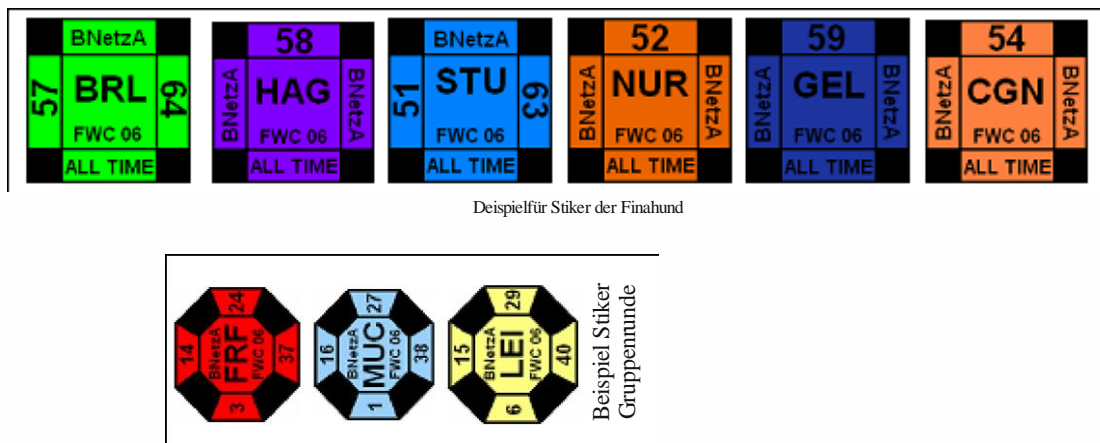 BNetzA
57
BRL
64
FWC 06
ALL TIME
58
BNetzA
HAG
BNetzA
FWC 06
ALL TIME
BNetzA
51
STU
63
FWC 06
ALL TIME
52
BNetzA
NUR
BNetzA
FWC 06
ALL TIME
59
BNetzA
GEL
BNetzA
FWC 06
ALL TIME
54
BNetzA
CGN
BNetzA
FWC 06
ALL TIME
Deispielfür Stiker der Finahund
14
24
BNetzA
FRF
FWC 06
3
37
16
27
BNetzA
MUC
FWC 06
1
38
15
29
BNetzA
LEI
FWC 06
6
40
Beispiel Stiker
Gruppenrunde